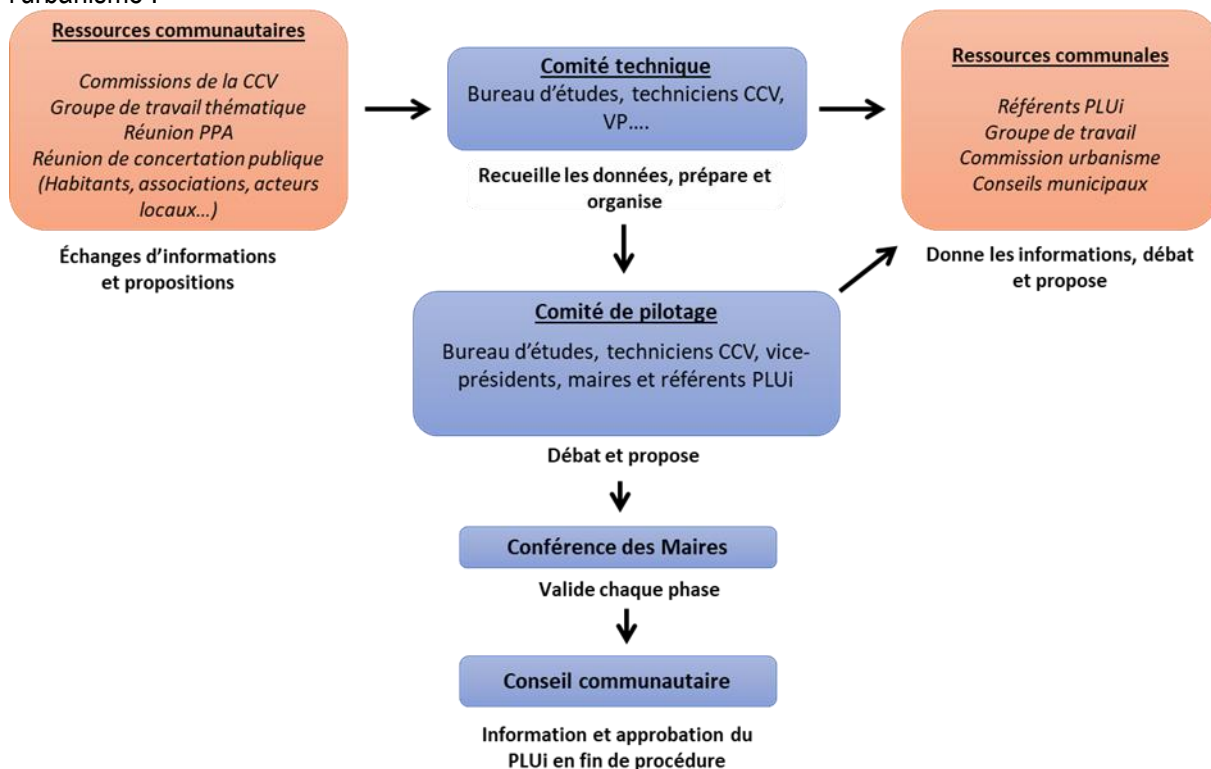 l'urbanisme :
Ressources communautaires
Commissions de la CCV
Groupe de travail thématique
Réunion PPA
Réunion de concertation publique
(Habitants, associations, acteurs
locaux…)
Échanges d'informations
et propositions
Comité technique
Bureau d'études, techniciens CCV,
VP….
Recueille les données, prépare et
organise
Ressources communales
Référents PLUi
Groupe de travail
Commission urbanisme
Conseils municipaux
Donne les informations, débat
et propose
Comité de pilotage
Bureau d'études, techniciens CCV, vice-
présidents, maires et référents PLUi
Débat et propose
Conférence des Maires
Valide chaque phase
Conseil communautaire
Information et approbation du
PLUi en fin de procédure